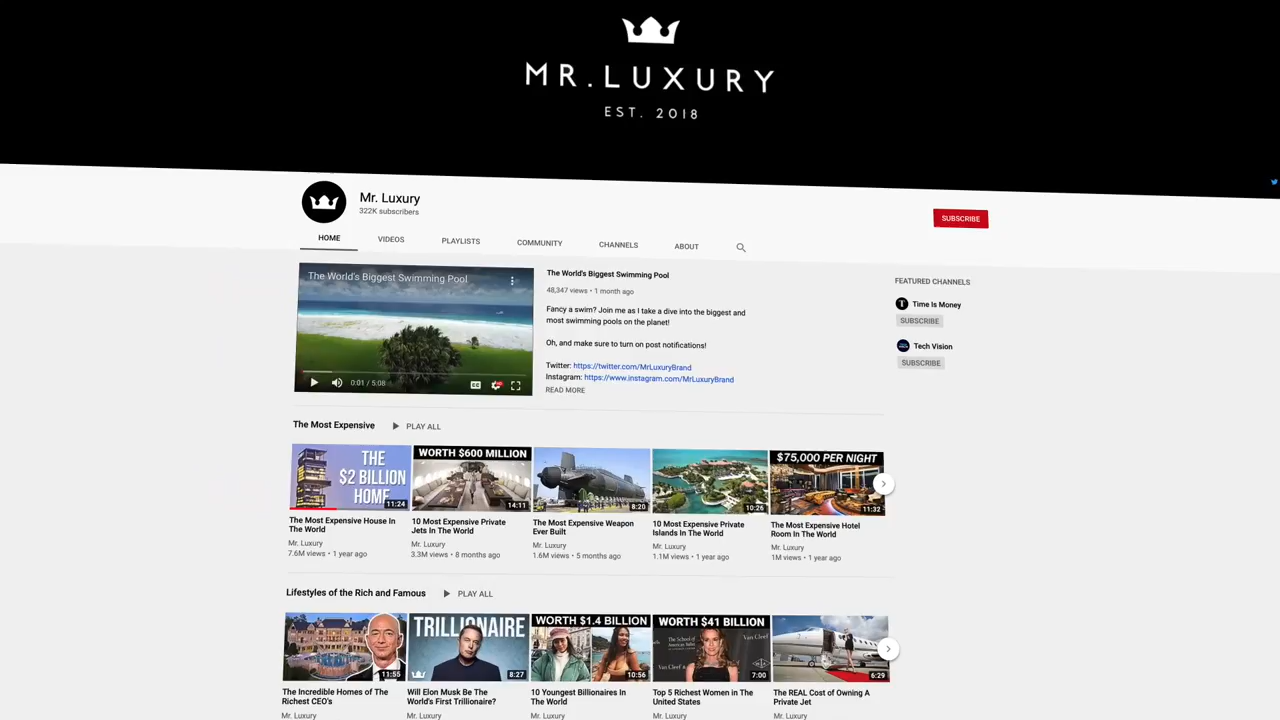 MR.LUXURY
EST. 2018
Mr. Luxury
322K subscribers
SUBSCRIBE
HOME
VIDEOS
PLAYLISTS
COMMUNITY
CHANNELS
ABOUT
The World's Biggest Swimming Pool
0:01 / 5:08
The World's Biggest Swimming Pool
48,347 views • 1 month ago
Fancy a swim? Join me as I take a dive into the biggest and
most swimming pools on the planet!
Oh, and make sure to turn on post notifications!
Twitter: https://twitter.com/MrLuxuryBrand
Instagram: https://www.instagram.com/MrLuxuryBrand
READ MORE
FEATURED CHANNELS
T
Time Is Money
SUBSCRIBE
Tech Vision
SUBSCRIBE
The Most Expensive
PLAY ALL
THE
$2 BILLION
HOME
11:24
The Most Expensive House In
The World
Mr. Luxury
7.6M views • 1 year ago
WORTH $600 MILLION
14:11
10 Most Expensive Private
Jets In The World
Mr. Luxury
3.3M views • 8 months ago
8:20
The Most Expensive Weapon
Ever Built
Mr. Luxury
1.6M views • 5 months ago
10:26
10 Most Expensive Private
Islands In The World
Mr. Luxury
1.1M views • 1 year ago
$75,000 PER NIGHT
11:32
The Most Expensive Hotel
Room In The World
Mr. Luxury
1M views • 1 year ago
Lifestyles of the Rich and Famous
PLAY ALL
11:55
The Incredible Homes of The
Richest CEO's
Mr. Luxury
TRILLIONAIRE
8:27
Will Elon Musk Be The
World's First Trillionaire?
Mr. Luxury
WORTH $1.4 BILLION
10:56
10 Youngest Billionaires In
The World
Mr. Luxury
WORTH $41 BILLION
Van Cleef
7:00
Top 5 Richest Women in The
United States
Mr. Luxury
6:29
The REAL Cost of Owning A
Private Jet
Mr. Luxury